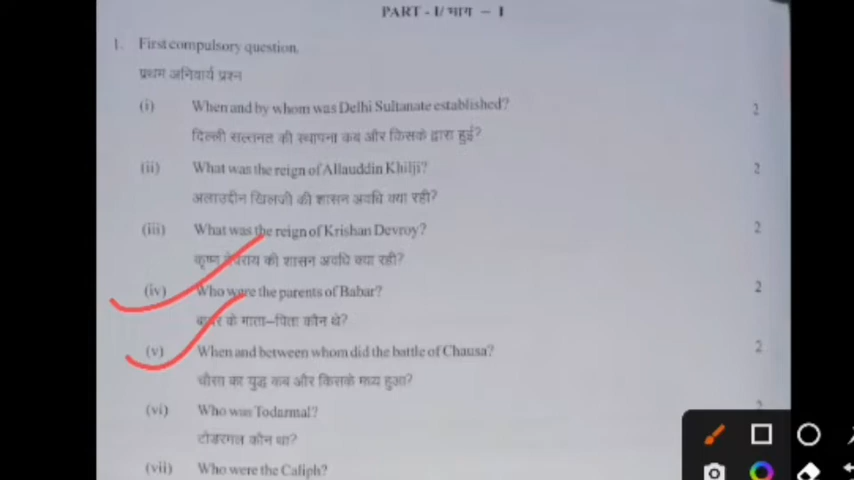 PART - I/ भाग - I
1. First compulsory question.
प्रथम अनिवार्य प्रश्न
(i) When and by whom was Delhi Sultanate established? 2
दिल्ली सल्तनत की स्थापना कब और किसके द्वारा हुई?
(ii) What was the reign of Allauddin Khilji? 2
अलाउदीन खिलजी की शासन अवधि क्या रही?
(iii) What was the reign of Krishan Devroy? 2
कृष्ण देवराय की शासन अवधि क्या रही?
(iv) Who were the parents of Babar? 2
बाबर के माता-पिता कौन थे?
(v) When and between whom did the battle of Chausa? 2
चौसा का युद्ध कब और किसके मध्य हुआ?
(vi) Who was Todarmal? 2
टोडरमल कौन था?
(vii) Who were the Caliph?